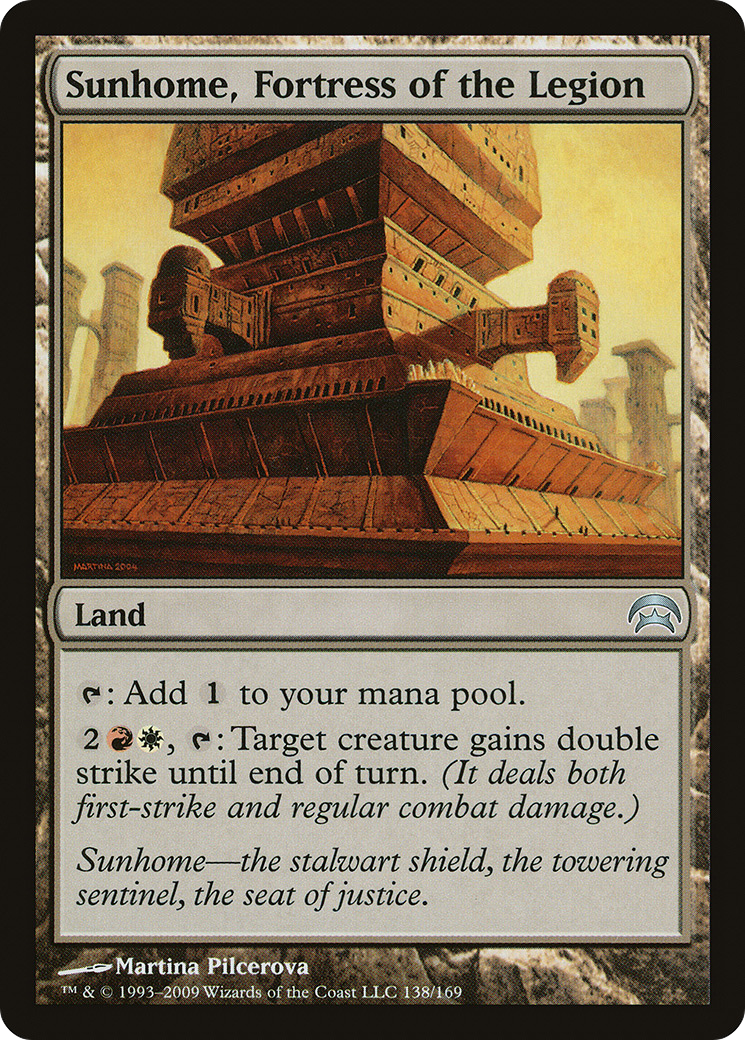 Sunhome, Fortress of the Legion
MARTINA 2004
Land
: Add 1 to your mana pool.
2, : Target creature gains double
strike until end of turn. (It deals both
first-strike and regular combat damage.)
Sunhome—the stalwart shield, the towering
sentinel, the seat of justice.
Martina Pilcerova
™ & © 1993–2009 Wizards of the Coast LLC 138/169